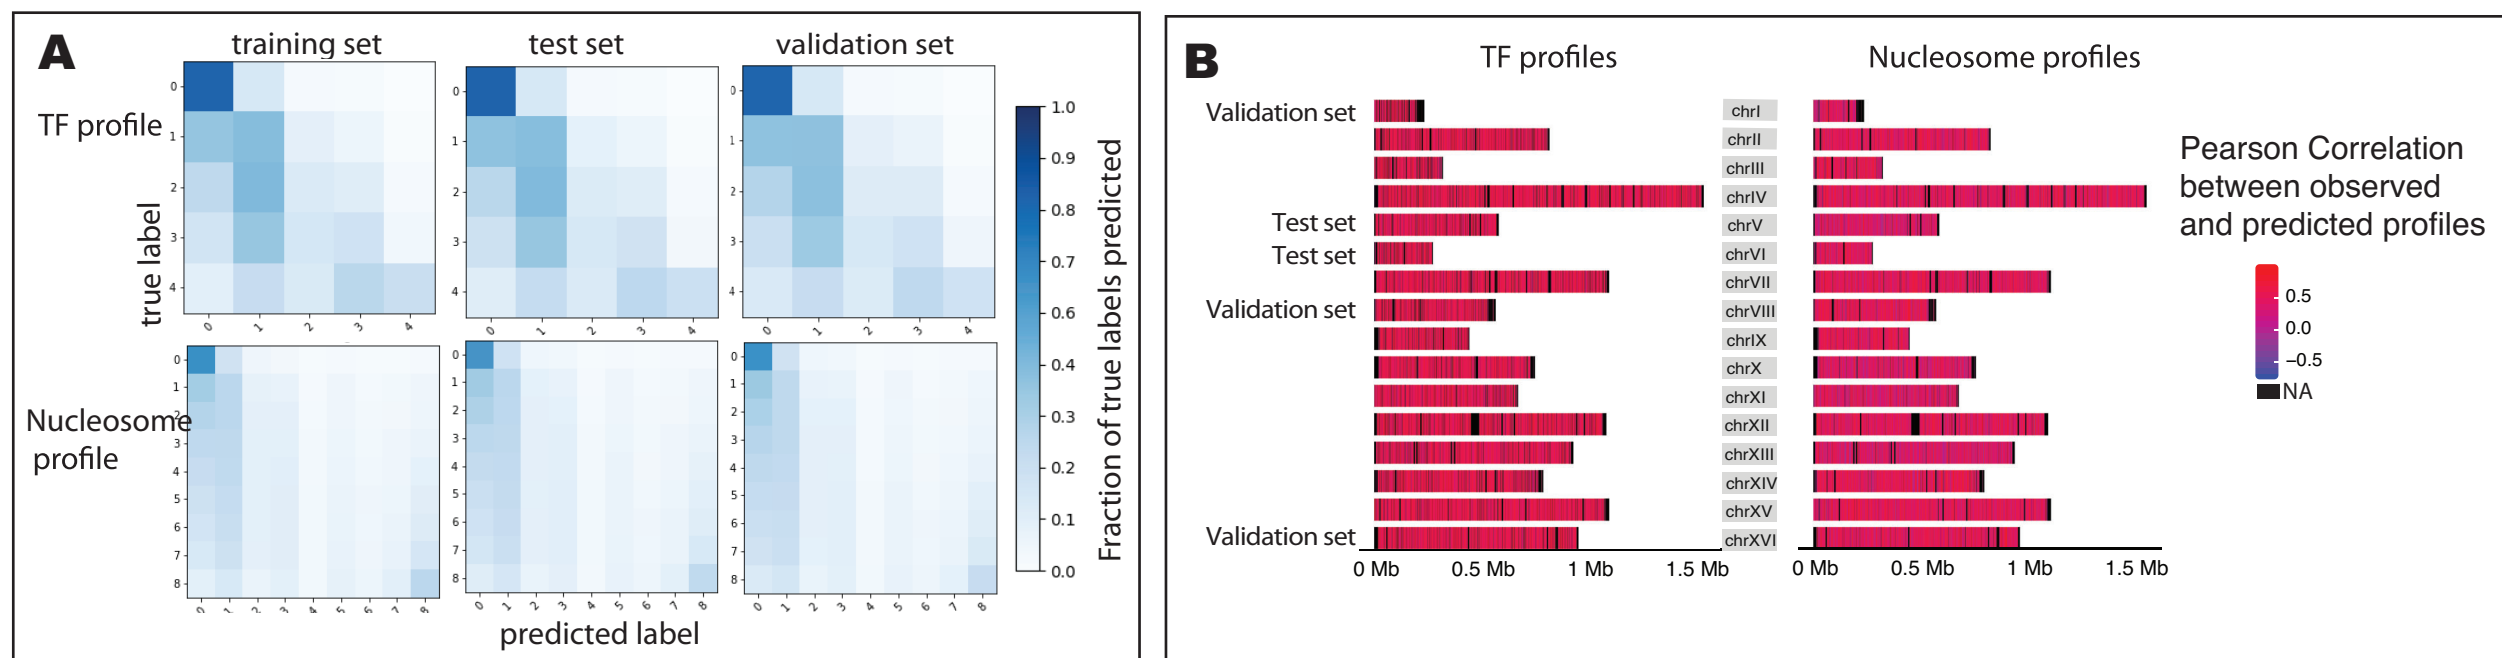 A
training set
test set
validation set
TF profile
true label
0
1
2
3
4
0
1
2
3
4
0
1
2
3
4
0
1
2
3
4
0
1
2
3
4
0
1
2
3
4
Nucleosome
profile
0
1
2
3
4
5
6
7
8
0
1
2
3
4
5
6
7
8
0
1
2
3
4
5
6
7
8
0
1
2
3
4
5
6
7
8
0
1
2
3
4
5
6
7
8
0
1
2
3
4
5
6
7
8
predicted label
1.0
0.9
0.8
0.7
0.6
0.5
0.4
0.3
0.2
0.1
0.0
Fraction of true labels predicted
B
TF profiles
Nucleosome profiles
Validation set
chrI
chrII
chrIII
chrIV
Test set
chrV
Test set
chrVI
chrVII
Validation set
chrVIII
chrIX
chrX
chrXI
chrXII
chrXIII
chrXIV
chrXV
Validation set
chrXVI
0 Mb
0.5 Mb
1 Mb
1.5 Mb
0 Mb
0.5 Mb
1 Mb
1.5 Mb
Pearson Correlation
between observed
and predicted profiles
0.5
0.0
−0.5
NA